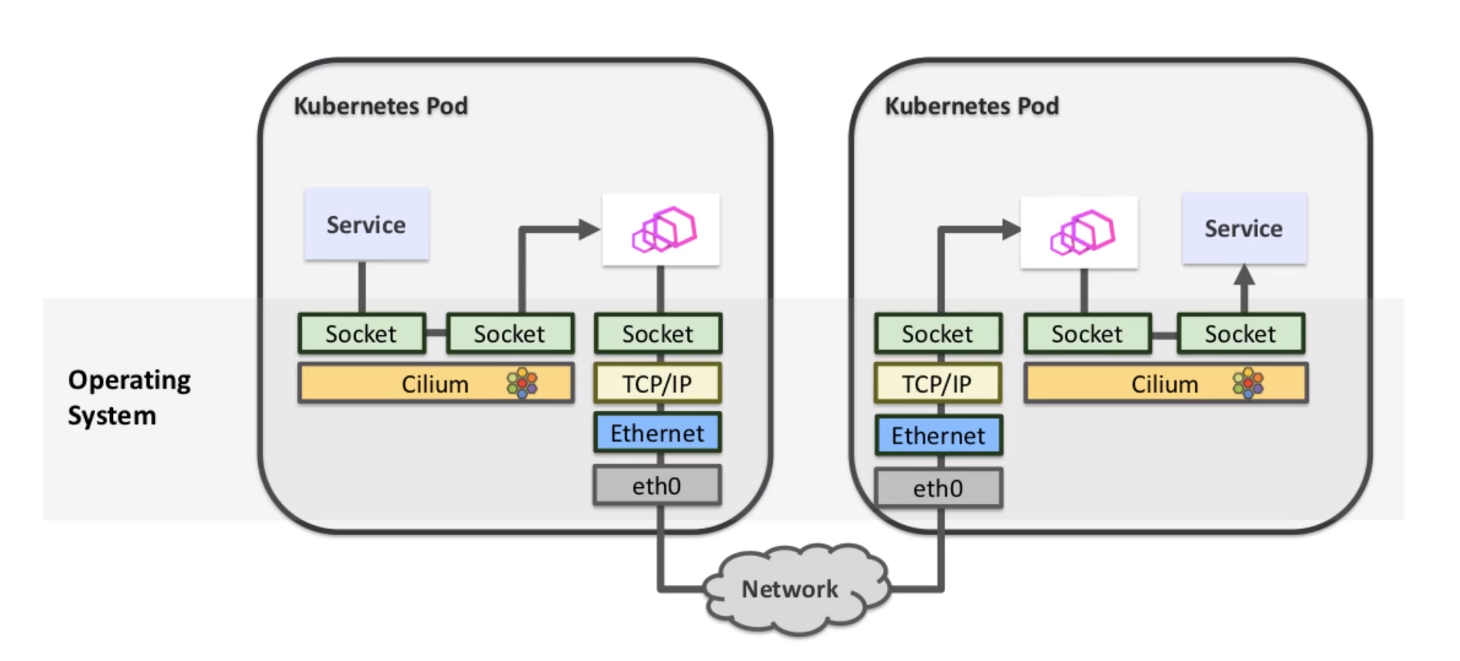 Kubernetes Pod
Kubernetes Pod
Service
Service
Socket
Socket
Socket
Socket
Socket
Socket
Operating
System
Cilium
TCP/IP
TCP/IP
Cilium
Ethernet
Ethernet
eth0
eth0
Network